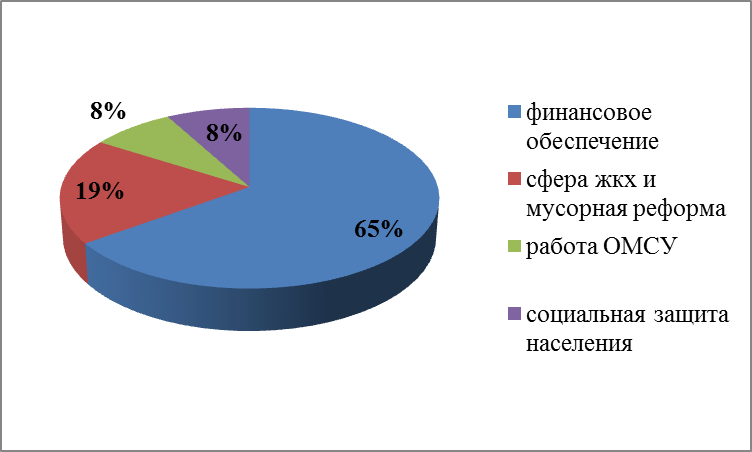 8%
8%
19%
65%
финансовое
обеспечение
сфера жкх и
мусорная реформа
работа ОМСУ
социальная защита
населения